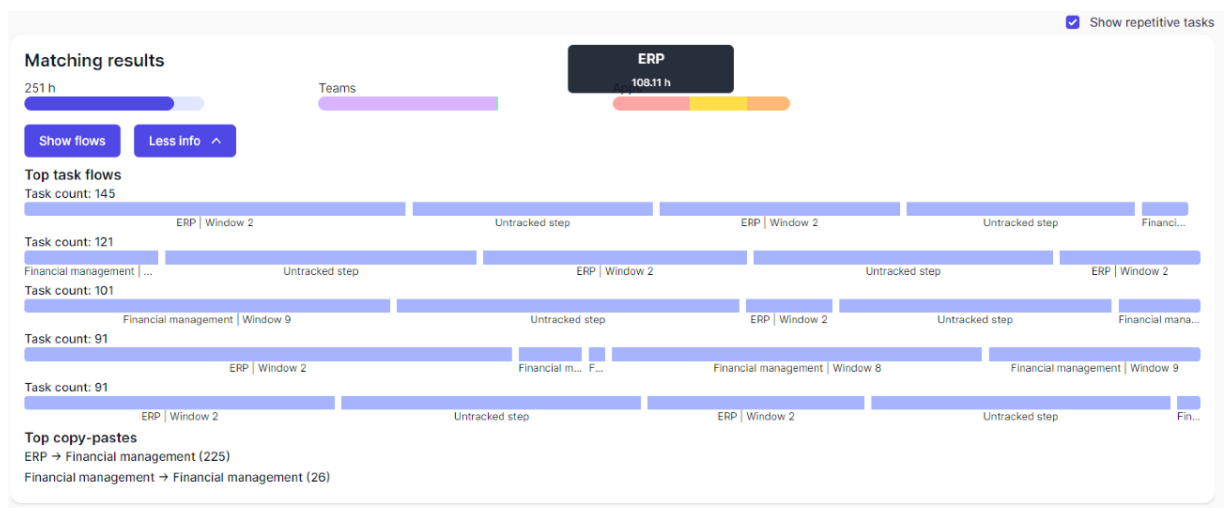 Show repetitive tasks
Matching results
ERP
108.11 h
251 h
Teams
Show flows
Less info
Top task flows
Task count: 145
ERP | Window 2
Untracked step
ERP | Window 2
Untracked step
Financi...
Task count: 121
Financial management | ...
Untracked step
ERP | Window 2
Untracked step
ERP | Window 2
Task count: 101
Financial management | Window 9
Untracked step
ERP | Window 2
Untracked step
Financial mana...
Task count: 91
ERP | Window 2
Financial m...
F...
Financial management | Window 8
Financial management | Window 9
Task count: 91
ERP | Window 2
Untracked step
ERP | Window 2
Untracked step
Fin...
Top copy-pastes
ERP → Financial management (225)
Financial management → Financial management (26)